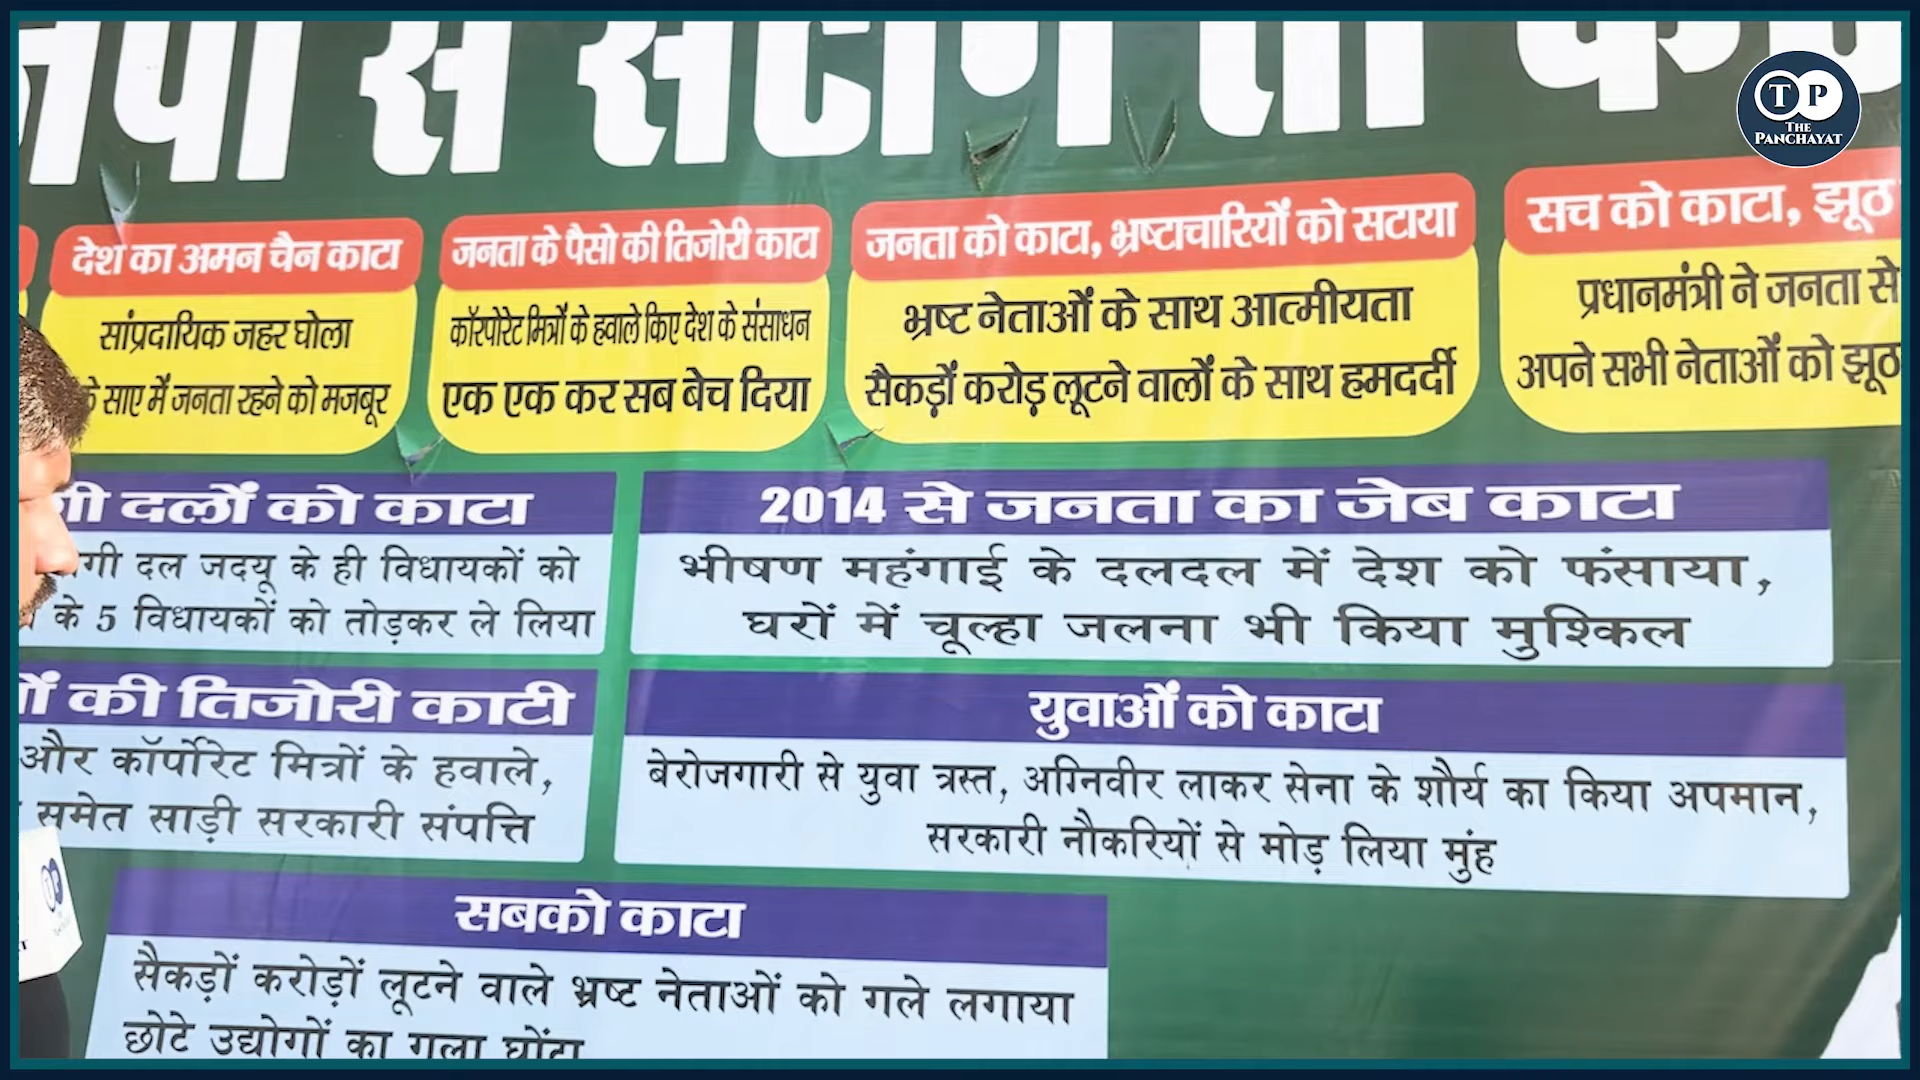 से सटोगे तो
T P
THE
PANCHAYAT
देश का अमन चैन काटा
सांप्रदायिक जहर घोला
के साए में जनता रहने को मजबूर
जनता के पैसो की तिजोरी काटा
कॉरपोरेट मित्रों के हवाले किए देश के संसाधन
एक एक कर सब बेच दिया
जनता को काटा, भ्रष्टाचारियों को सटाया
भ्रष्ट नेताओं के साथ आत्मीयता
सैकड़ों करोड़ लूटने वालों के साथ हमदर्दी
सच को काटा, झूठ
प्रधानमंत्री ने जनता से
अपने सभी नेताओं को झूठ
दलों को काटा
दल जदयू के ही विधायकों को
के 5 विधायकों को तोड़कर ले लिया
2014 से जनता का जेब काटा
भीषण महंगाई के दलदल में देश को फंसाया,
घरों में चूल्हा जलना भी किया मुश्किल
की तिजोरी काटी
और कॉर्पोरेट मित्रों के हवाले,
समेत साड़ी सरकारी संपत्ति
युवाओं को काटा
बेरोजगारी से युवा त्रस्त, अग्निवीर लाकर सेना के शौर्य का किया अपमान,
सरकारी नौकरियों से मोड़ लिया मुंह
सबको काटा
सैकड़ों करोड़ों लूटने वाले भ्रष्ट नेताओं को गले लगाया
छोटे उद्योगों का गला घोंटा
T P